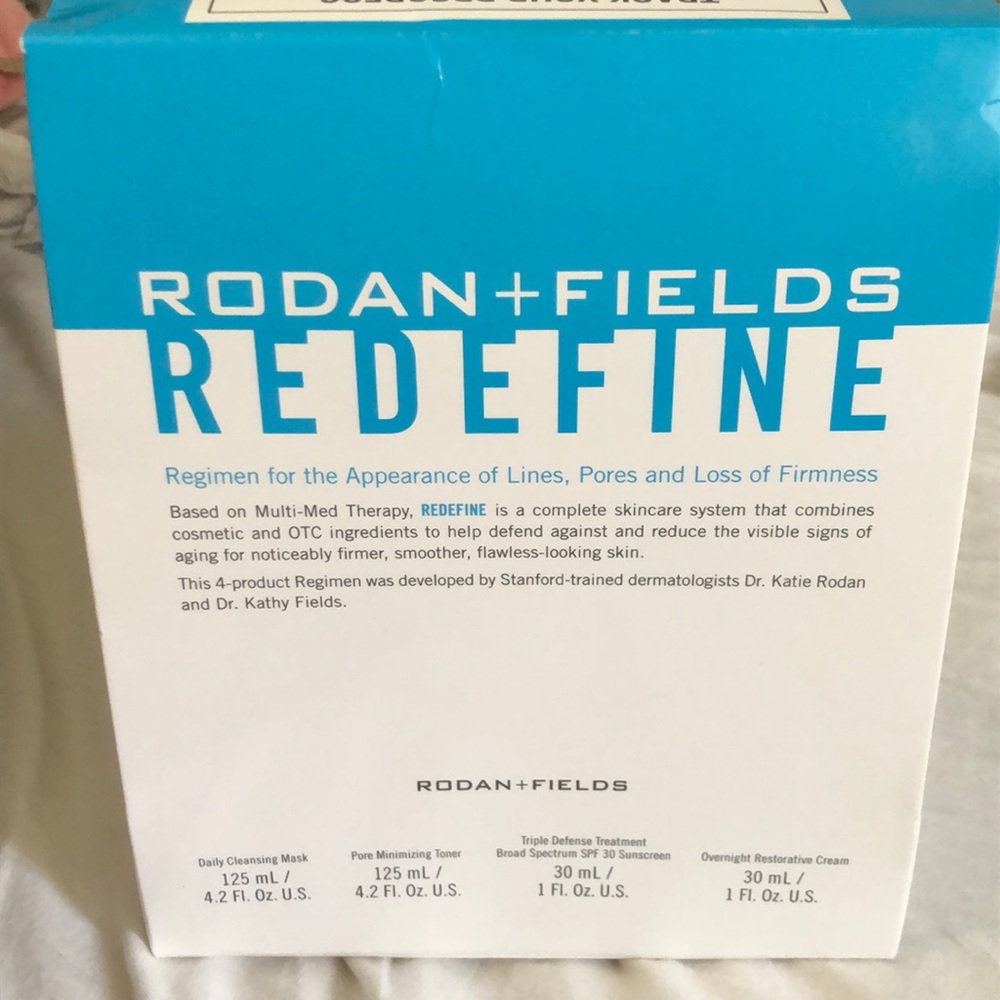 TRACK YOUR PROGRESS
RODAN+FIELDS
REDEFINE
Regimen for the Appearance of Lines, Pores and Loss of Firmness
Based on Multi-Med Therapy, REDEFINE is a complete skincare system that combines
cosmetic and OTC ingredients to help defend against and reduce the visible signs of
aging for noticeably firmer, smoother, flawless-looking skin.
This 4-product Regimen was developed by Stanford-trained dermatologists Dr. Katie Rodan
and Dr. Kathy Fields.
RODAN+FIELDS
Daily Cleansing Mask
125 mL /
4.2 Fl. Oz. U.S.
Pore Minimizing Toner
125 mL /
4.2 Fl. Oz. U.S.
Triple Defense Treatment
Broad Spectrum SPF 30 Sunscreen
30 mL /
1 Fl. Oz. U.S.
Overnight Restorative Cream
30 mL /
1 Fl. Oz. U.S.